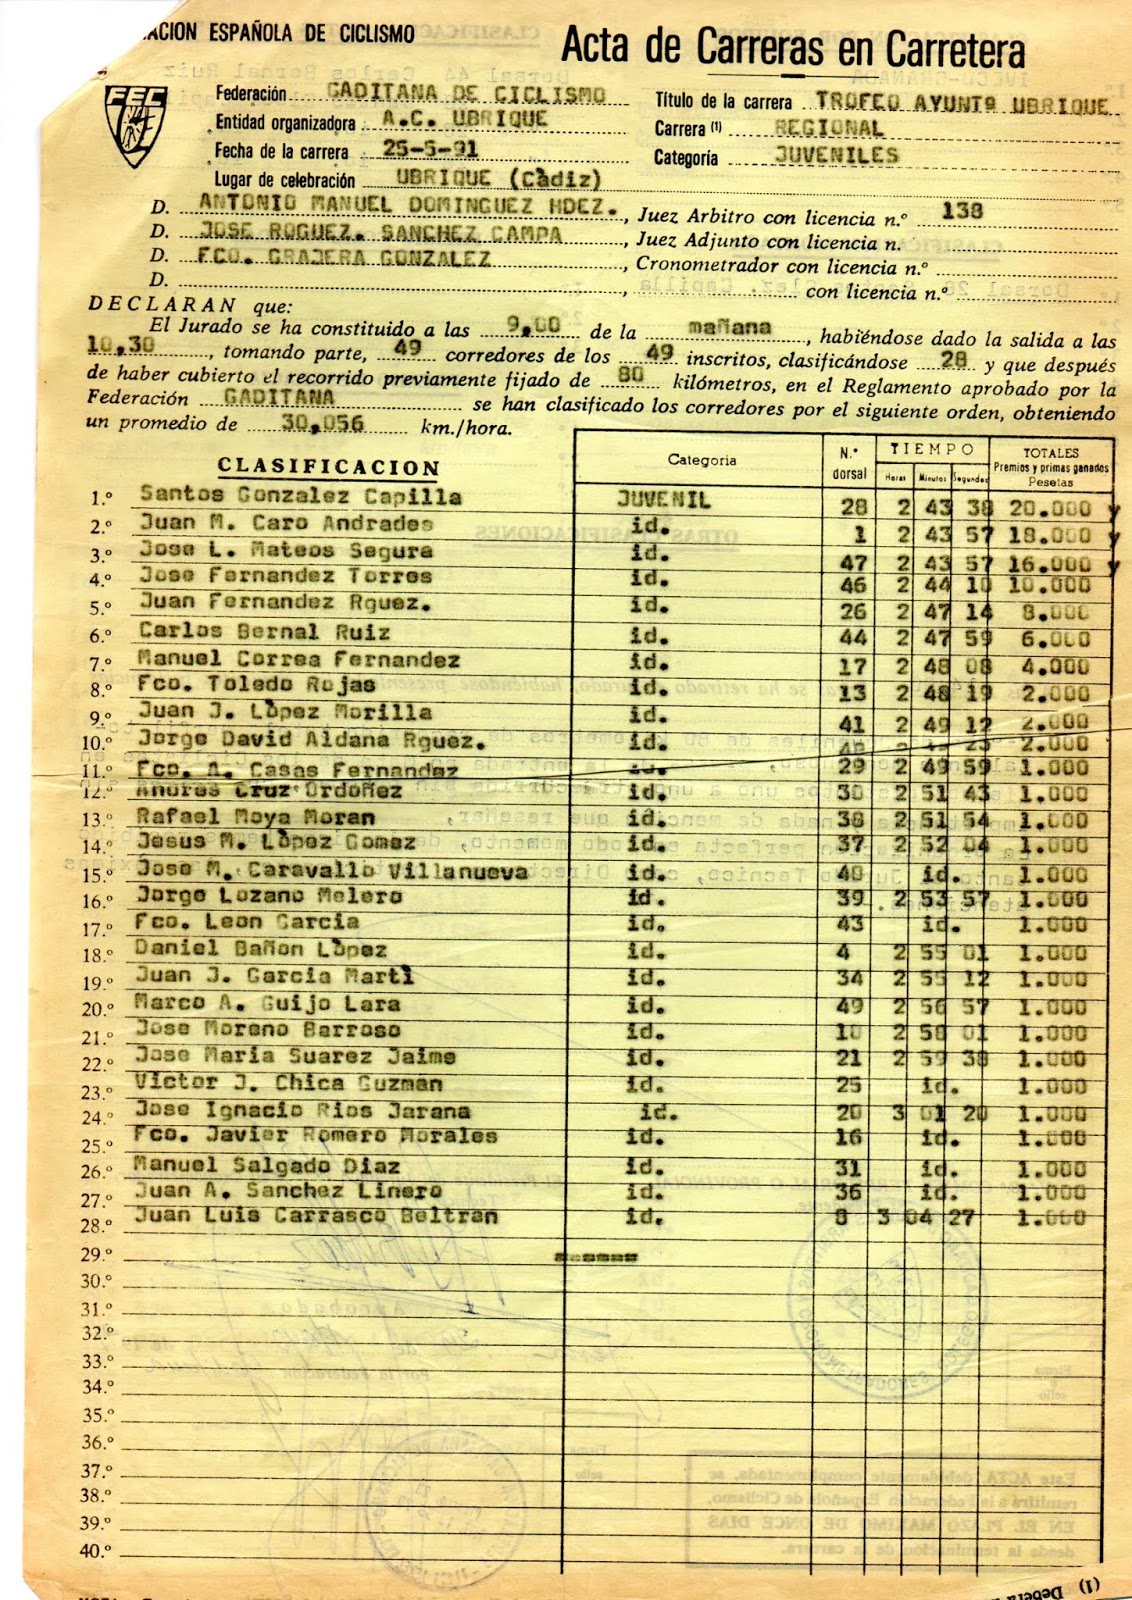 ACION ESPAÑOLA DE CICLISMO
Acta de Carreras en Carretera
FEC
Federación GADITANA DE CICLISMO
Título de la carrera TROFEO AYUNTº UBRIQUE
Entidad organizadora A.C. UBRIQUE
Carrera (1) REGIONAL
Fecha de la carrera 25-5-91
Categoría JUVENILES
Lugar de celebración UBRIQUE (Càdiz)
D. ANTONIO MANUEL DOMINGUEZ HDEZ., Juez Arbitro con licencia n.º 138
D. JOSE ROGUEZ. SANCHEZ CAMPA, Juez Adjunto con licencia n.
D. FCO. GRAJERA GONZALEZ, Cronometrador con licencia n.º
D. , con licencia n.º
DECLARAN que:
El Jurado se ha constituido a las 9,00 de la mañana, habiéndose dado la salida a las
10,30, tomando parte, 49 corredores de los 49 inscritos, clasificándose 28 y que después
de haber cubierto el recorrido previamente fijado de 80 kilómetros, en el Reglamento aprobado por la
Federación GADITANA se han clasificado los corredores por el siguiente orden, obteniendo
un promedio de 30,056 km./hora.
CLASIFICACION Categoria N.º dorsal TIEMPO Horas Minutos Segundos TOTALES Premios y primas ganados Pesetas
1.º Santos Gonzalez Capilla JUVENIL 28 2 43 38 20.000
2.º Juan M. Caro Andrades id. 1 2 43 57 18.000
3.º Jose L. Mateos Segura id. 47 2 43 57 16.000
4.º Jose Fernandez Torres id. 46 2 44 10 10.000
5.º Juan Fernandez Rguez. id. 26 2 47 14 8.000
6.º Carlos Bernal Ruiz id. 44 2 47 59 6.000
7.º Manuel Correa Fernandez id. 17 2 48 08 4.000
8.º Fco. Toledo Rojas id. 13 2 48 19 2.000
9.º Juan J. Lòpez Morilla id. 41 2 49 12 2.000
10.º Jorge David Aldana Rguez. id. 2 49 23 2.000
11.º Fco. A. Casas Fernandez id. 29 2 49 59 1.000
12.º Andres Cruz Ordoñez id. 30 2 51 43 1.000
13.º Rafael Moya Moran id. 38 2 51 54 1.000
14.º Jesus M. Lòpez Gomez id. 37 2 52 04 1.000
15.º Jose M. Caravallo Villanueva id. 40 id. 1.000
16.º Jorge Lozano Melero id. 39 2 53 57 1.000
17.º Fco. Leon Garcia id. 43 id. 1.000
18.º Daniel Bañon Lòpez id. 4 2 55 01 1.000
19.º Juan J. Garcia Martì id. 34 2 55 12 1.000
20.º Marco A. Guijo Lara id. 49 2 56 57 1.000
21.º Jose Moreno Barroso id. 10 2 58 01 1.000
22.º Jose Maria Suarez Jaime id. 21 2 59 38 1.000
23.º Victor J. Chica Guzman id. 25 id. 1.000
24.º Jose Ignacio Rios Jarana id. 20 3 01 20 1.000
25.º Fco. Javier Romero Morales id. 16 id. 1.000
26.º Manuel Salgado Diaz id. 31 id. 1.000
27.º Juan A. Sanchez Linero id. 36 id. 1.000
28.º Juan Luis Carrasco Beltran id. 8 3 04 27 1.000
29.º ======
30.º
31.º
32.º
33.º
34.º
35.º
36.º
37.º
38.º
39.º
40.º
(1) Debera